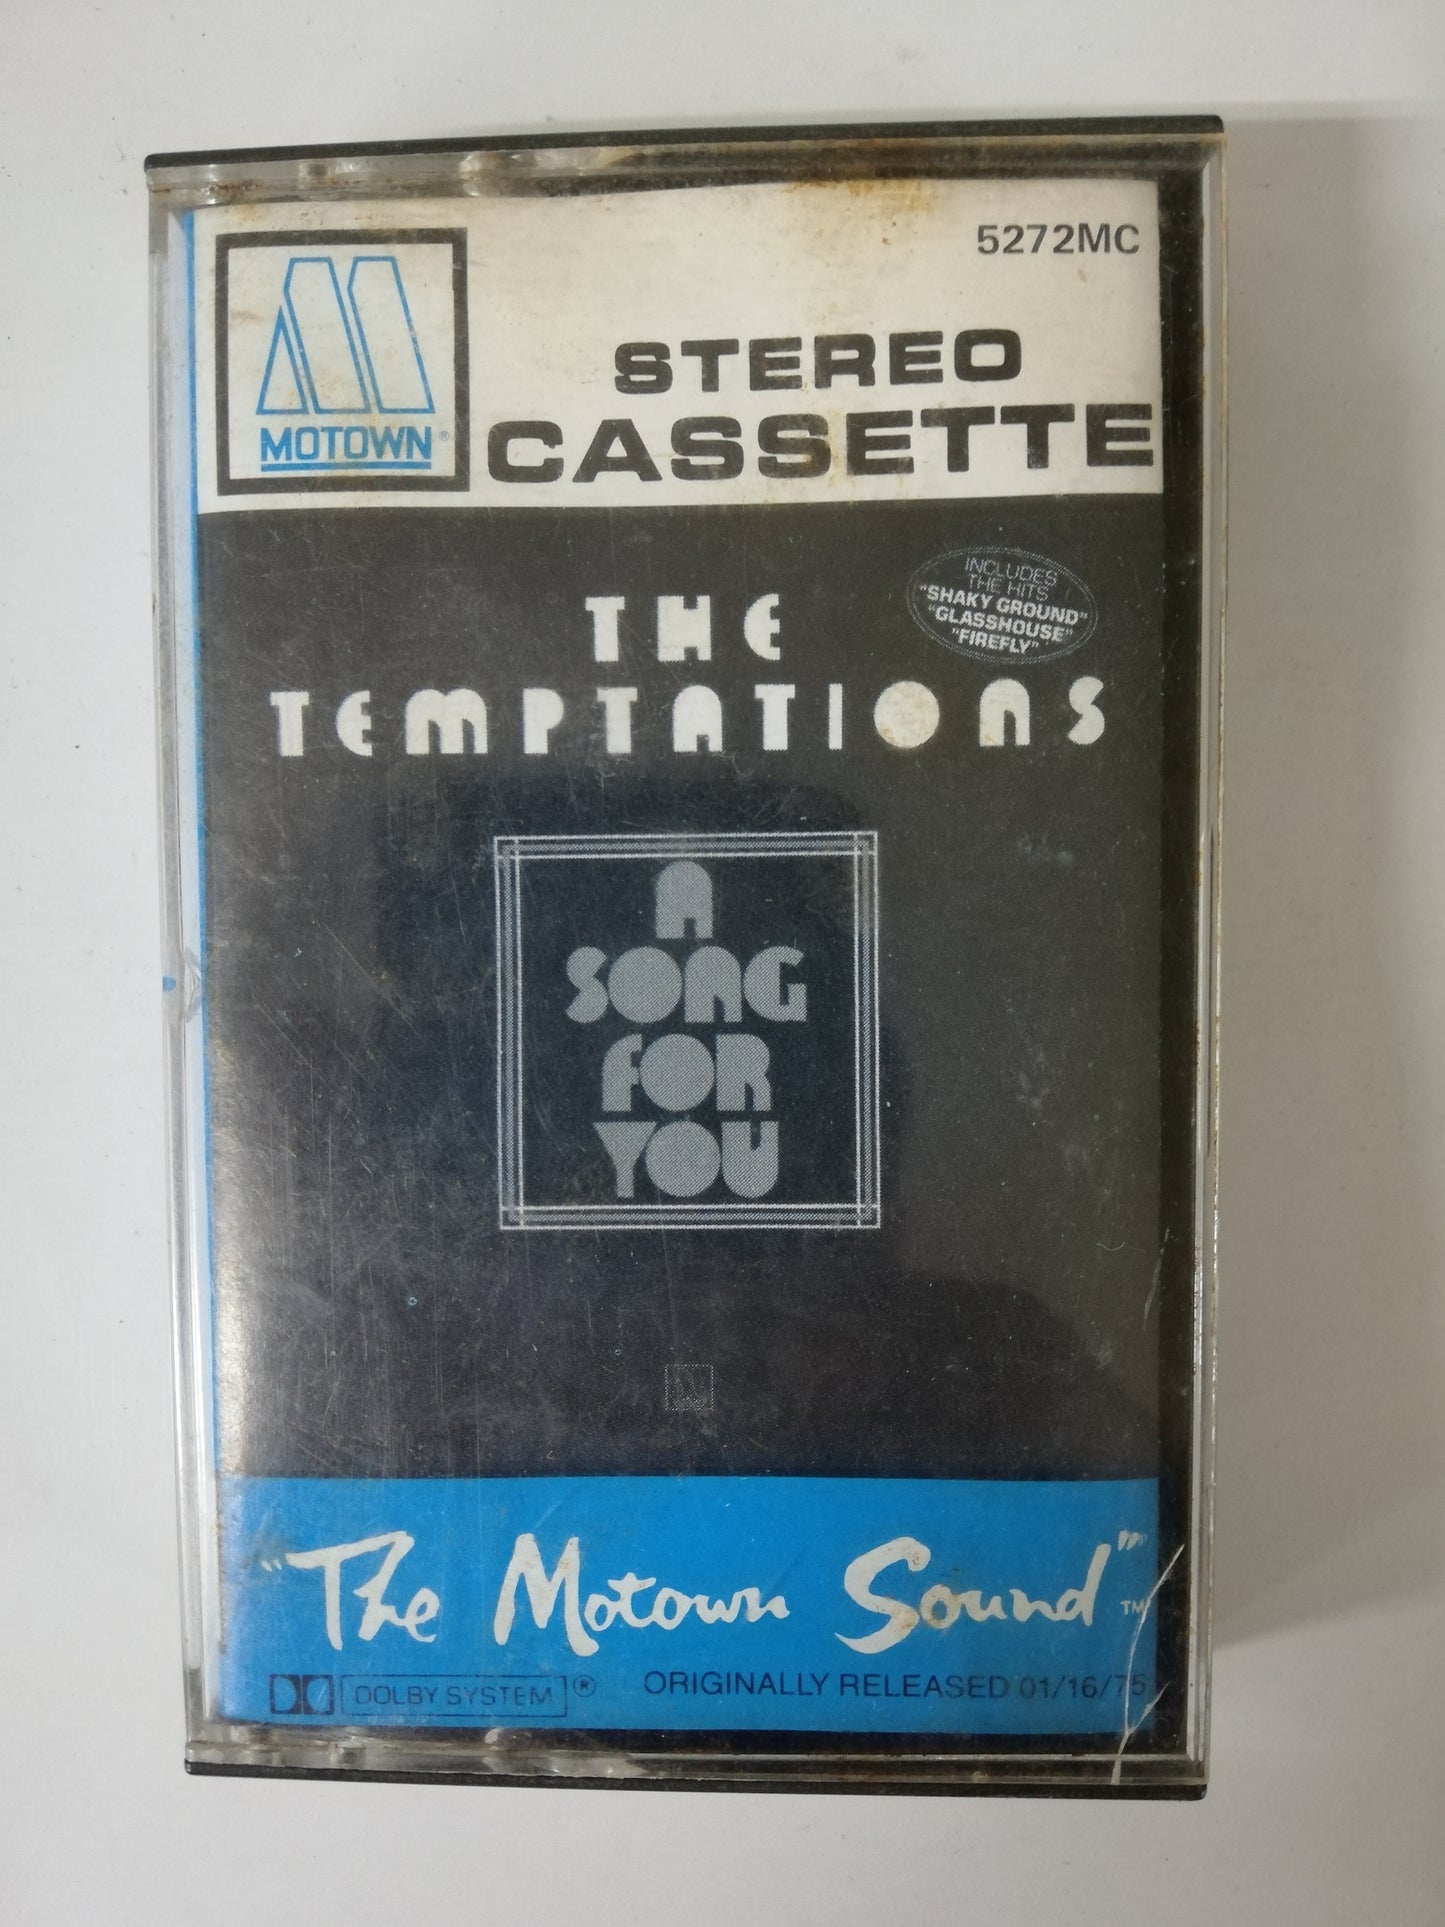 5272MC
MOTOWN®
STEREO
CASSETTE
INCLUDES
THE HITS
"SHAKY GROUND"
"GLASSHOUSE"
"FIREFLY"
THE
TEMPTATIONS
A
SONG
FOR
YOU
"The Motown Sound"™
DOLBY SYSTEM®
ORIGINALLY RELEASED 01/16/75